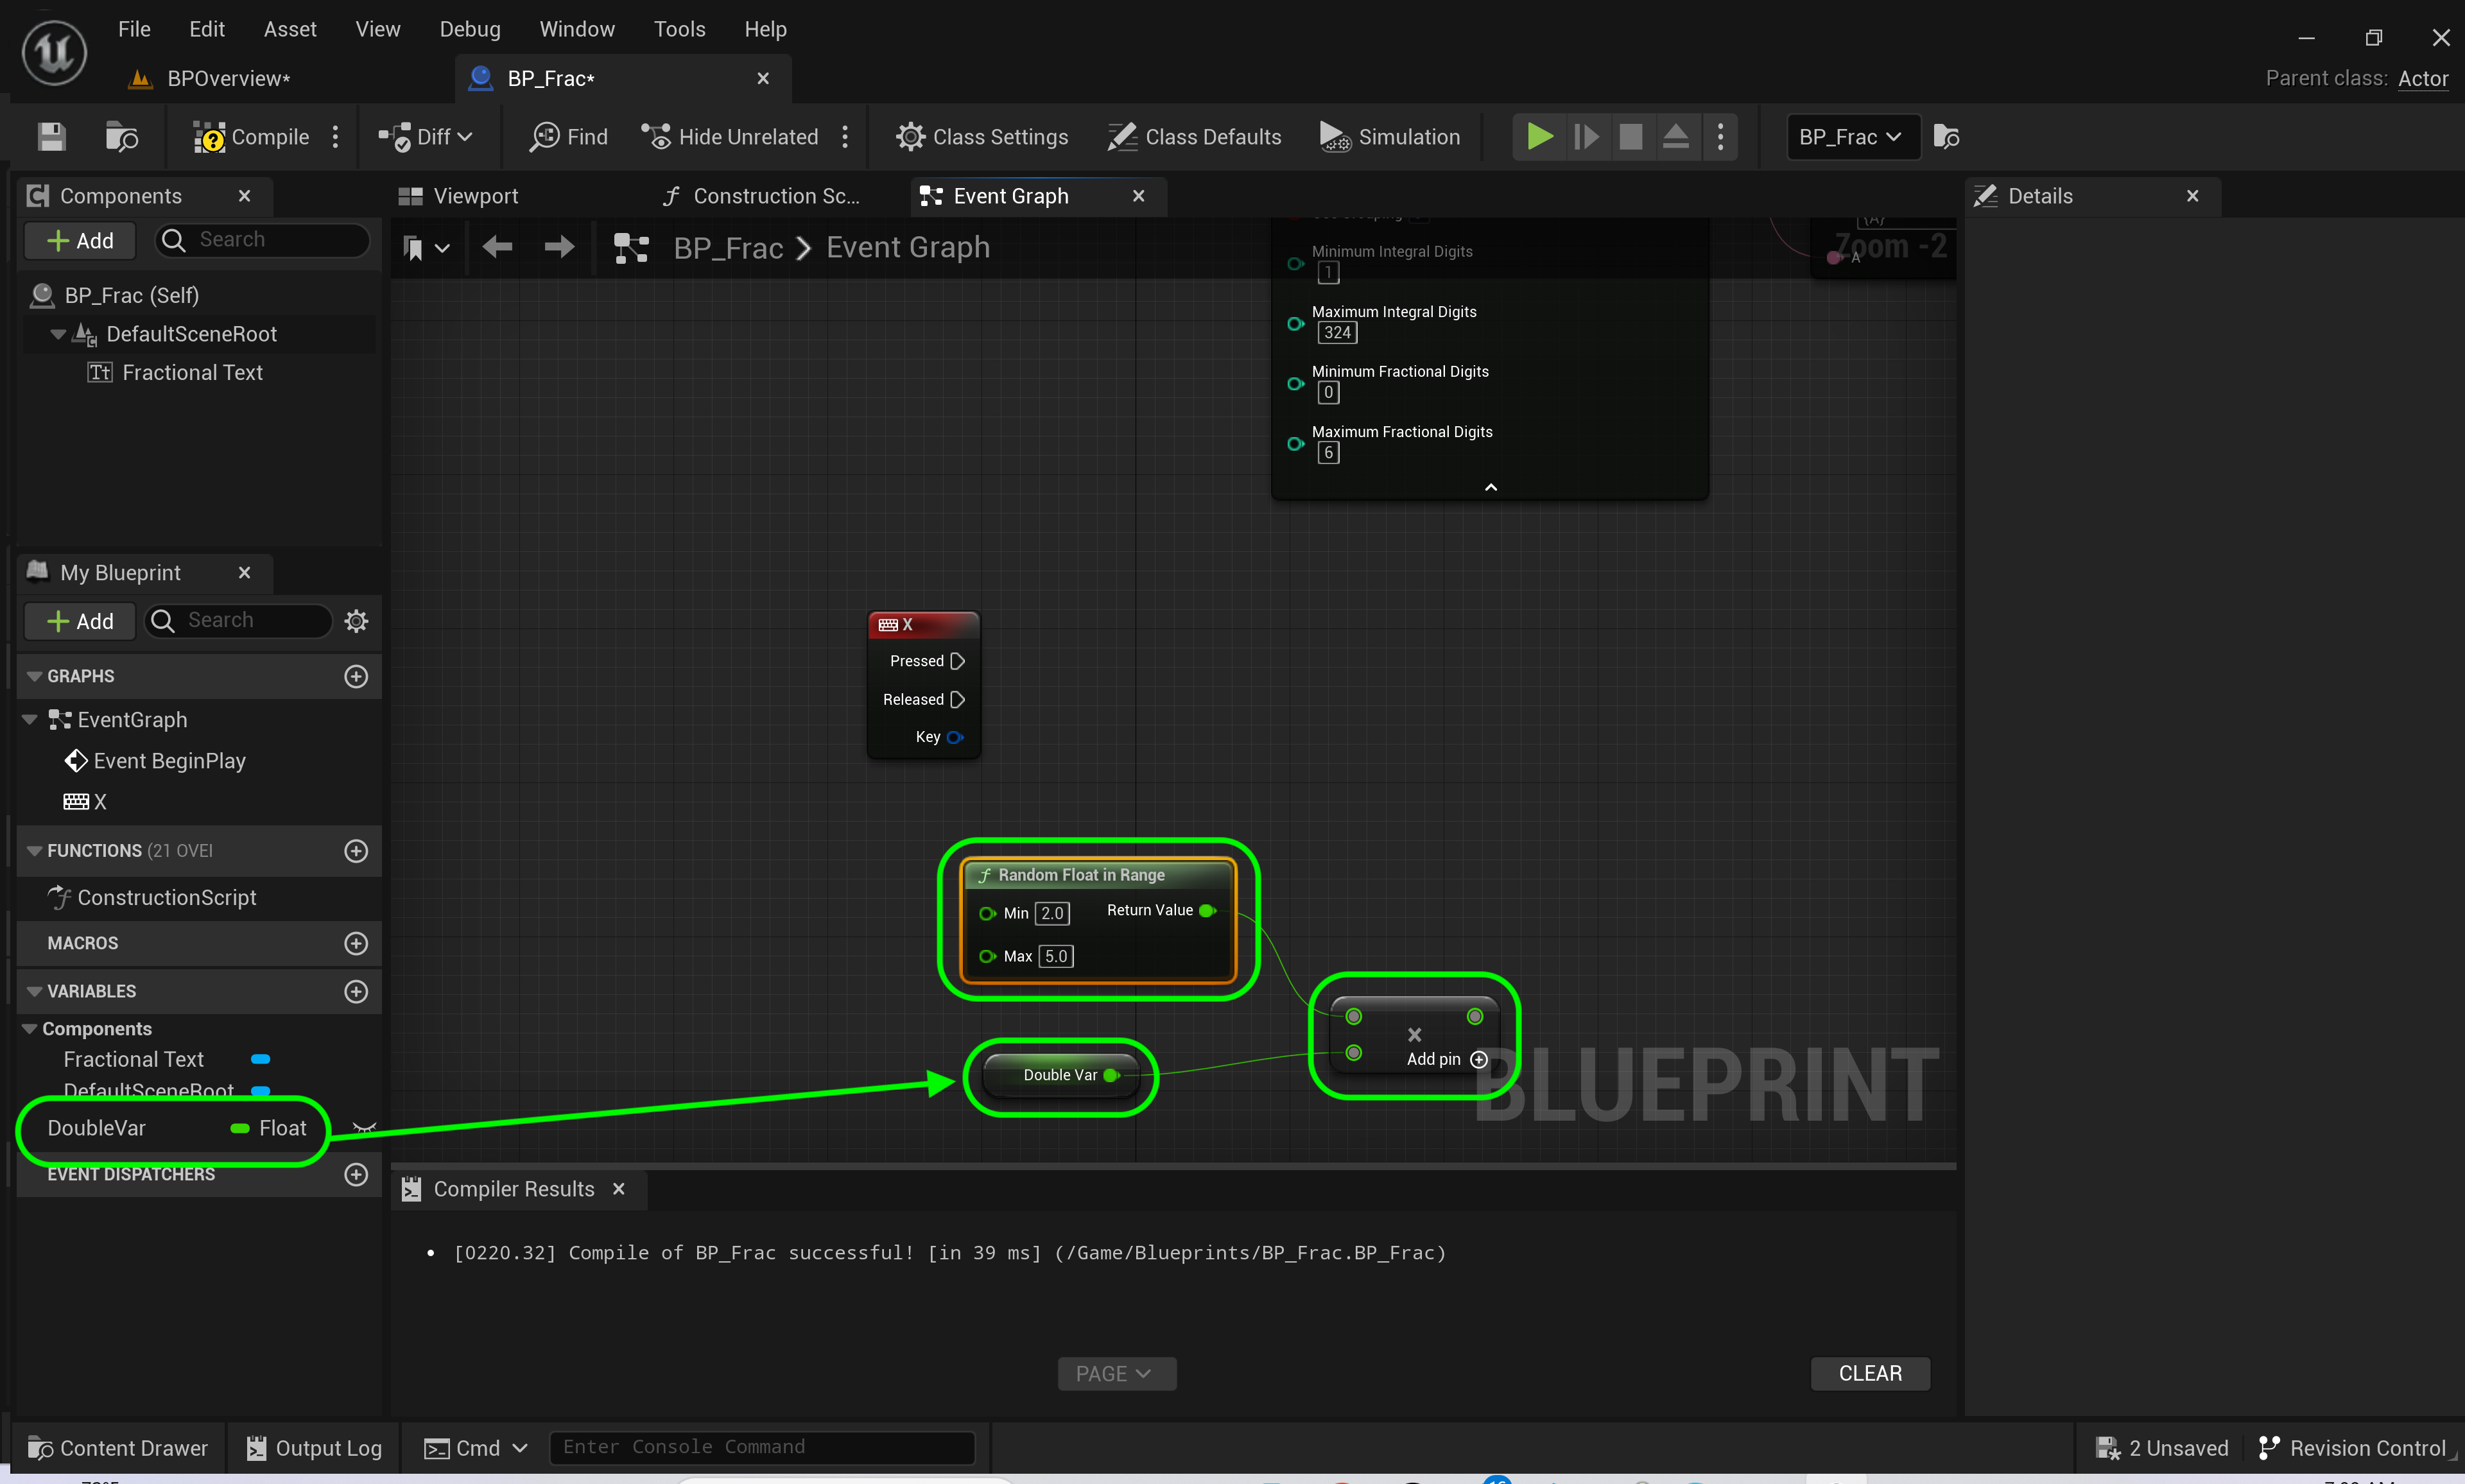 File Edit Asset View Debug Window Tools Help
BPOverview*
BP_Frac*
Parent class: Actor
Compile
Diff
Find
Hide Unrelated
Class Settings
Class Defaults
Simulation
BP_Frac
Components
Add
Search
BP_Frac (Self)
DefaultSceneRoot
Fractional Text
My Blueprint
Add
Search
GRAPHS
EventGraph
Event BeginPlay
X
FUNCTIONS (21 OVEI
ConstructionScript
MACROS
VARIABLES
Components
Fractional Text
DefaultSceneRoot
DoubleVar Float
EVENT DISPATCHERS
Viewport
Construction Sc...
Event Graph
BP_Frac > Event Graph
Zoom -2
{A}
A
Minimum Integral Digits
1
Maximum Integral Digits
324
Minimum Fractional Digits
0
Maximum Fractional Digits
6
X
Pressed
Released
Key
Random Float in Range
Min 2.0 Return Value
Max 5.0
Double Var
Add pin
BLUEPRINT
Compiler Results
[0220.32] Compile of BP_Frac successful! [in 39 ms] (/Game/Blueprints/BP_Frac.BP_Frac)
PAGE
CLEAR
Details
Content Drawer
Output Log
Cmd
Enter Console Command
2 Unsaved
Revision Control